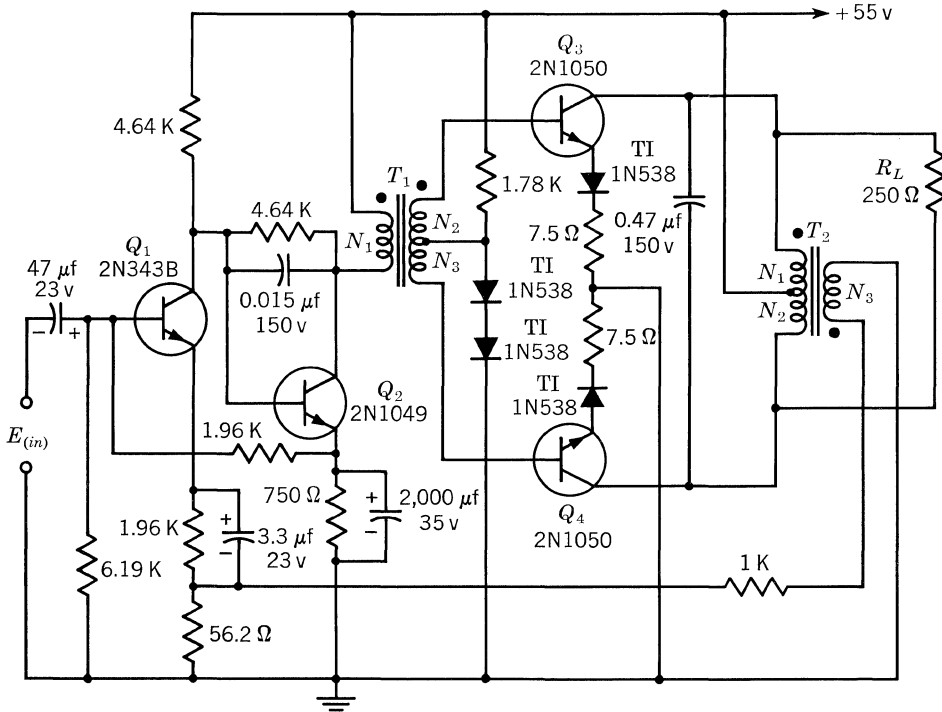 +55 v
Q3
2N1050
4.64 K
TI
1N538
T1
1.78 K
RL
250 Ω
4.64 K
N1
N2
N3
7.5 Ω
0.47 μf
150 v
T2
Q1
2N343B
47 μf
23 v
− +
0.015 μf
150 v
TI
1N538
N1
N2
N3
TI
1N538
7.5 Ω
TI
1N538
Q2
2N1049
E(in)
1.96 K
750 Ω
+
−
2,000 μf
35 v
Q4
2N1050
1.96 K
+
−
3.3 μf
23 v
6.19 K
1 K
56.2 Ω